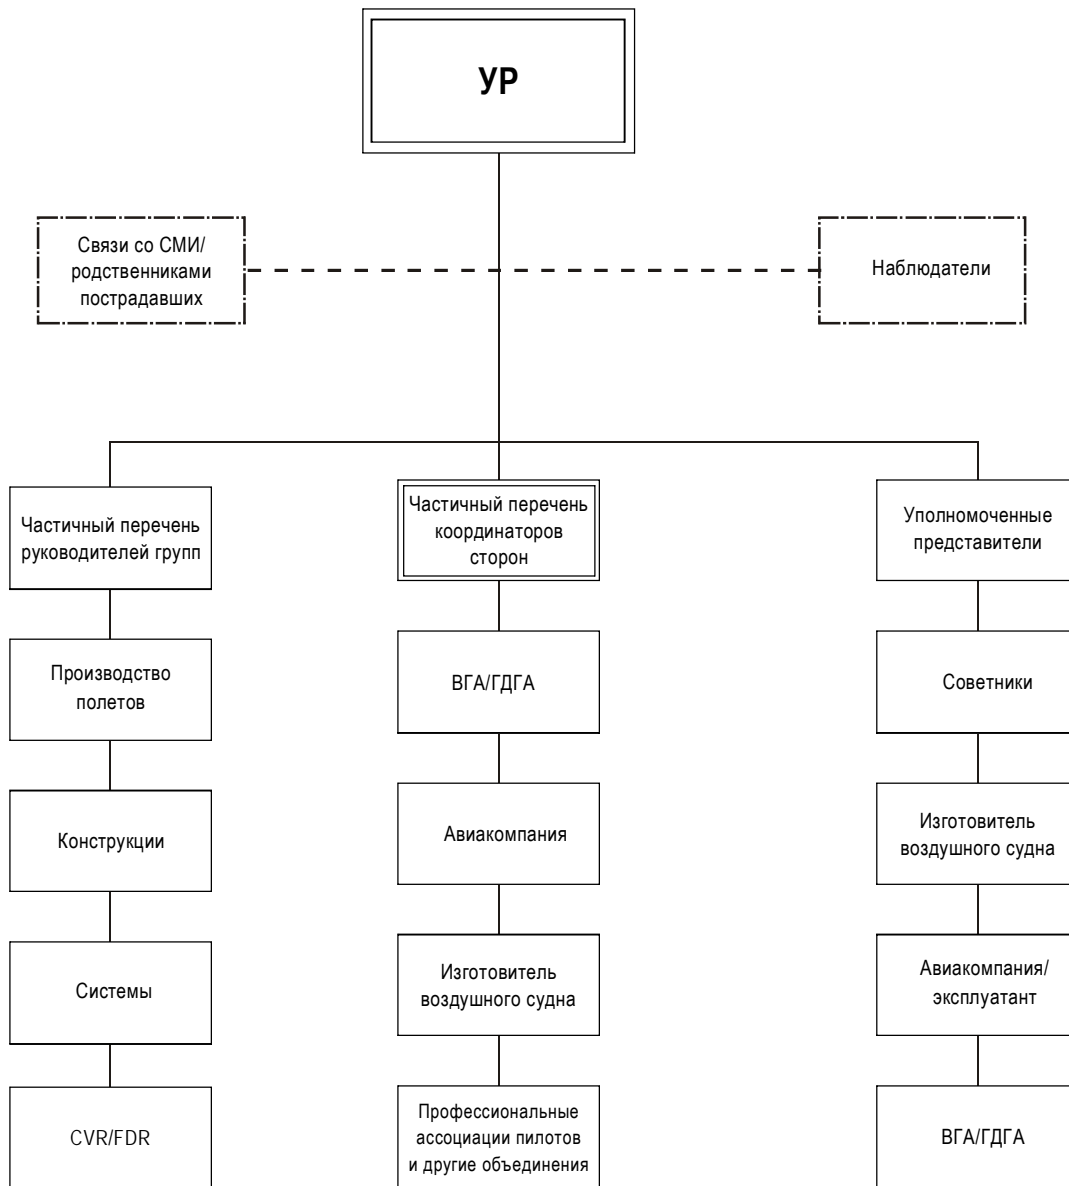 УР
Связи со СМИ/
родственниками
пострадавших
Наблюдатели
Частичный перечень
руководителей групп
Частичный перечень
координаторов
сторон
Уполномоченные
представители
Производство
полетов
ВГА/ГДГА
Советники
Конструкции
Авиакомпания
Изготовитель
воздушного судна
Системы
Изготовитель
воздушного судна
Авиакомпания/
эксплуатант
CVR/FDR
Профессиональные
ассоциации пилотов
и другие объединения
ВГА/ГДГА